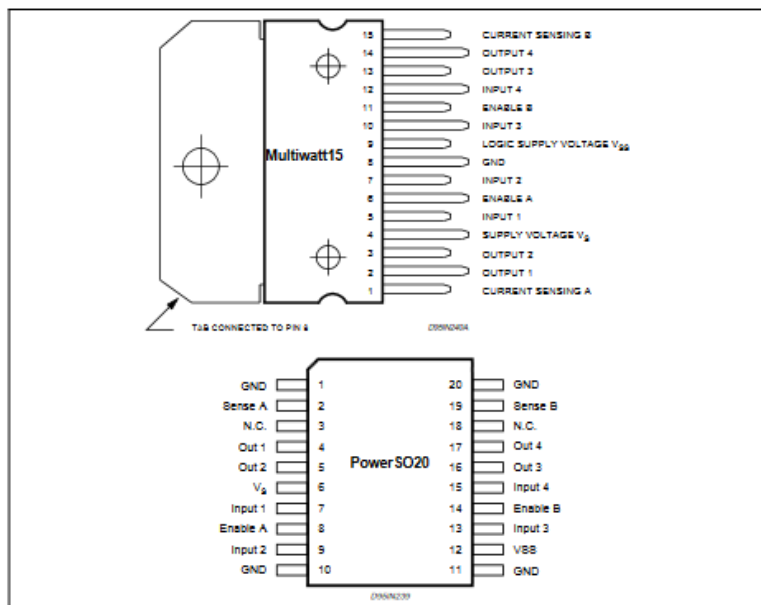 15 CURRENT SENSING B
14 OUTPUT 4
13 OUTPUT 3
12 INPUT 4
11 ENABLE B
10 INPUT 3
Multiwatt15
9 LOGIC SUPPLY VOLTAGE VSS
8 GND
7 INPUT 2
6 ENABLE A
5 INPUT 1
4 SUPPLY VOLTAGE VS
3 OUTPUT 2
2 OUTPUT 1
1 CURRENT SENSING A
TAB CONNECTED TO PIN 8
D95IN240A
GND 1 20 GND
Sense A 2 19 Sense B
N.C. 3 18 N.C.
Out 1 4 17 Out 4
Out 2 5 PowerSO20 16 Out 3
VS 6 15 Input 4
Input 1 7 14 Enable B
Enable A 8 13 Input 3
Input 2 9 12 VSS
GND 10 11 GND
D95IN239